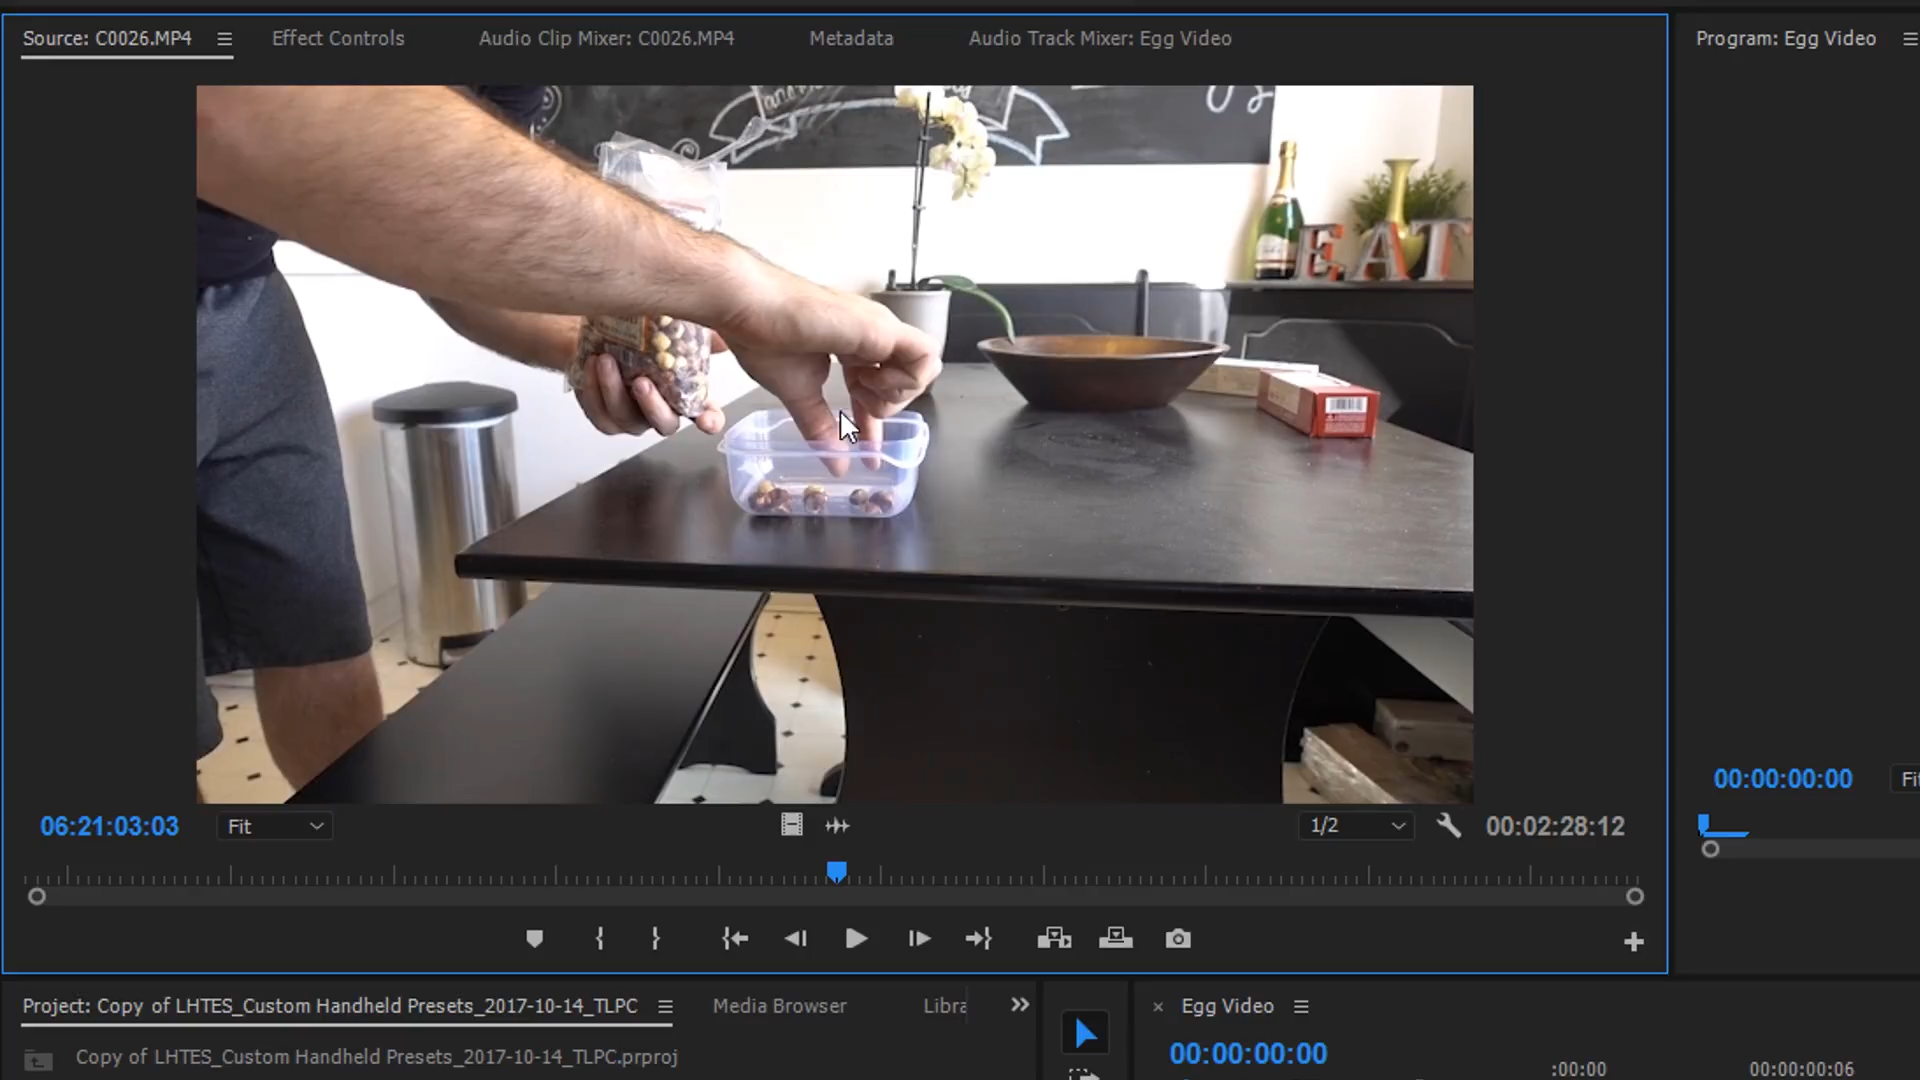 Source: C0026.MP4
Effect Controls
Audio Clip Mixer: C0026.MP4
Metadata
Audio Track Mixer: Egg Video
Program: Egg Video
EAT
06:21:03:03
Fit
1/2
00:02:28:12
00:00:00:00
Fi
Project: Copy of LHTES_Custom Handheld Presets_2017-10-14_TLPC
Media Browser
Libra
Egg Video
Copy of LHTES_Custom Handheld Presets_2017-10-14_TLPC.prproj
00:00:00:00
:00:00
00:00:00:06